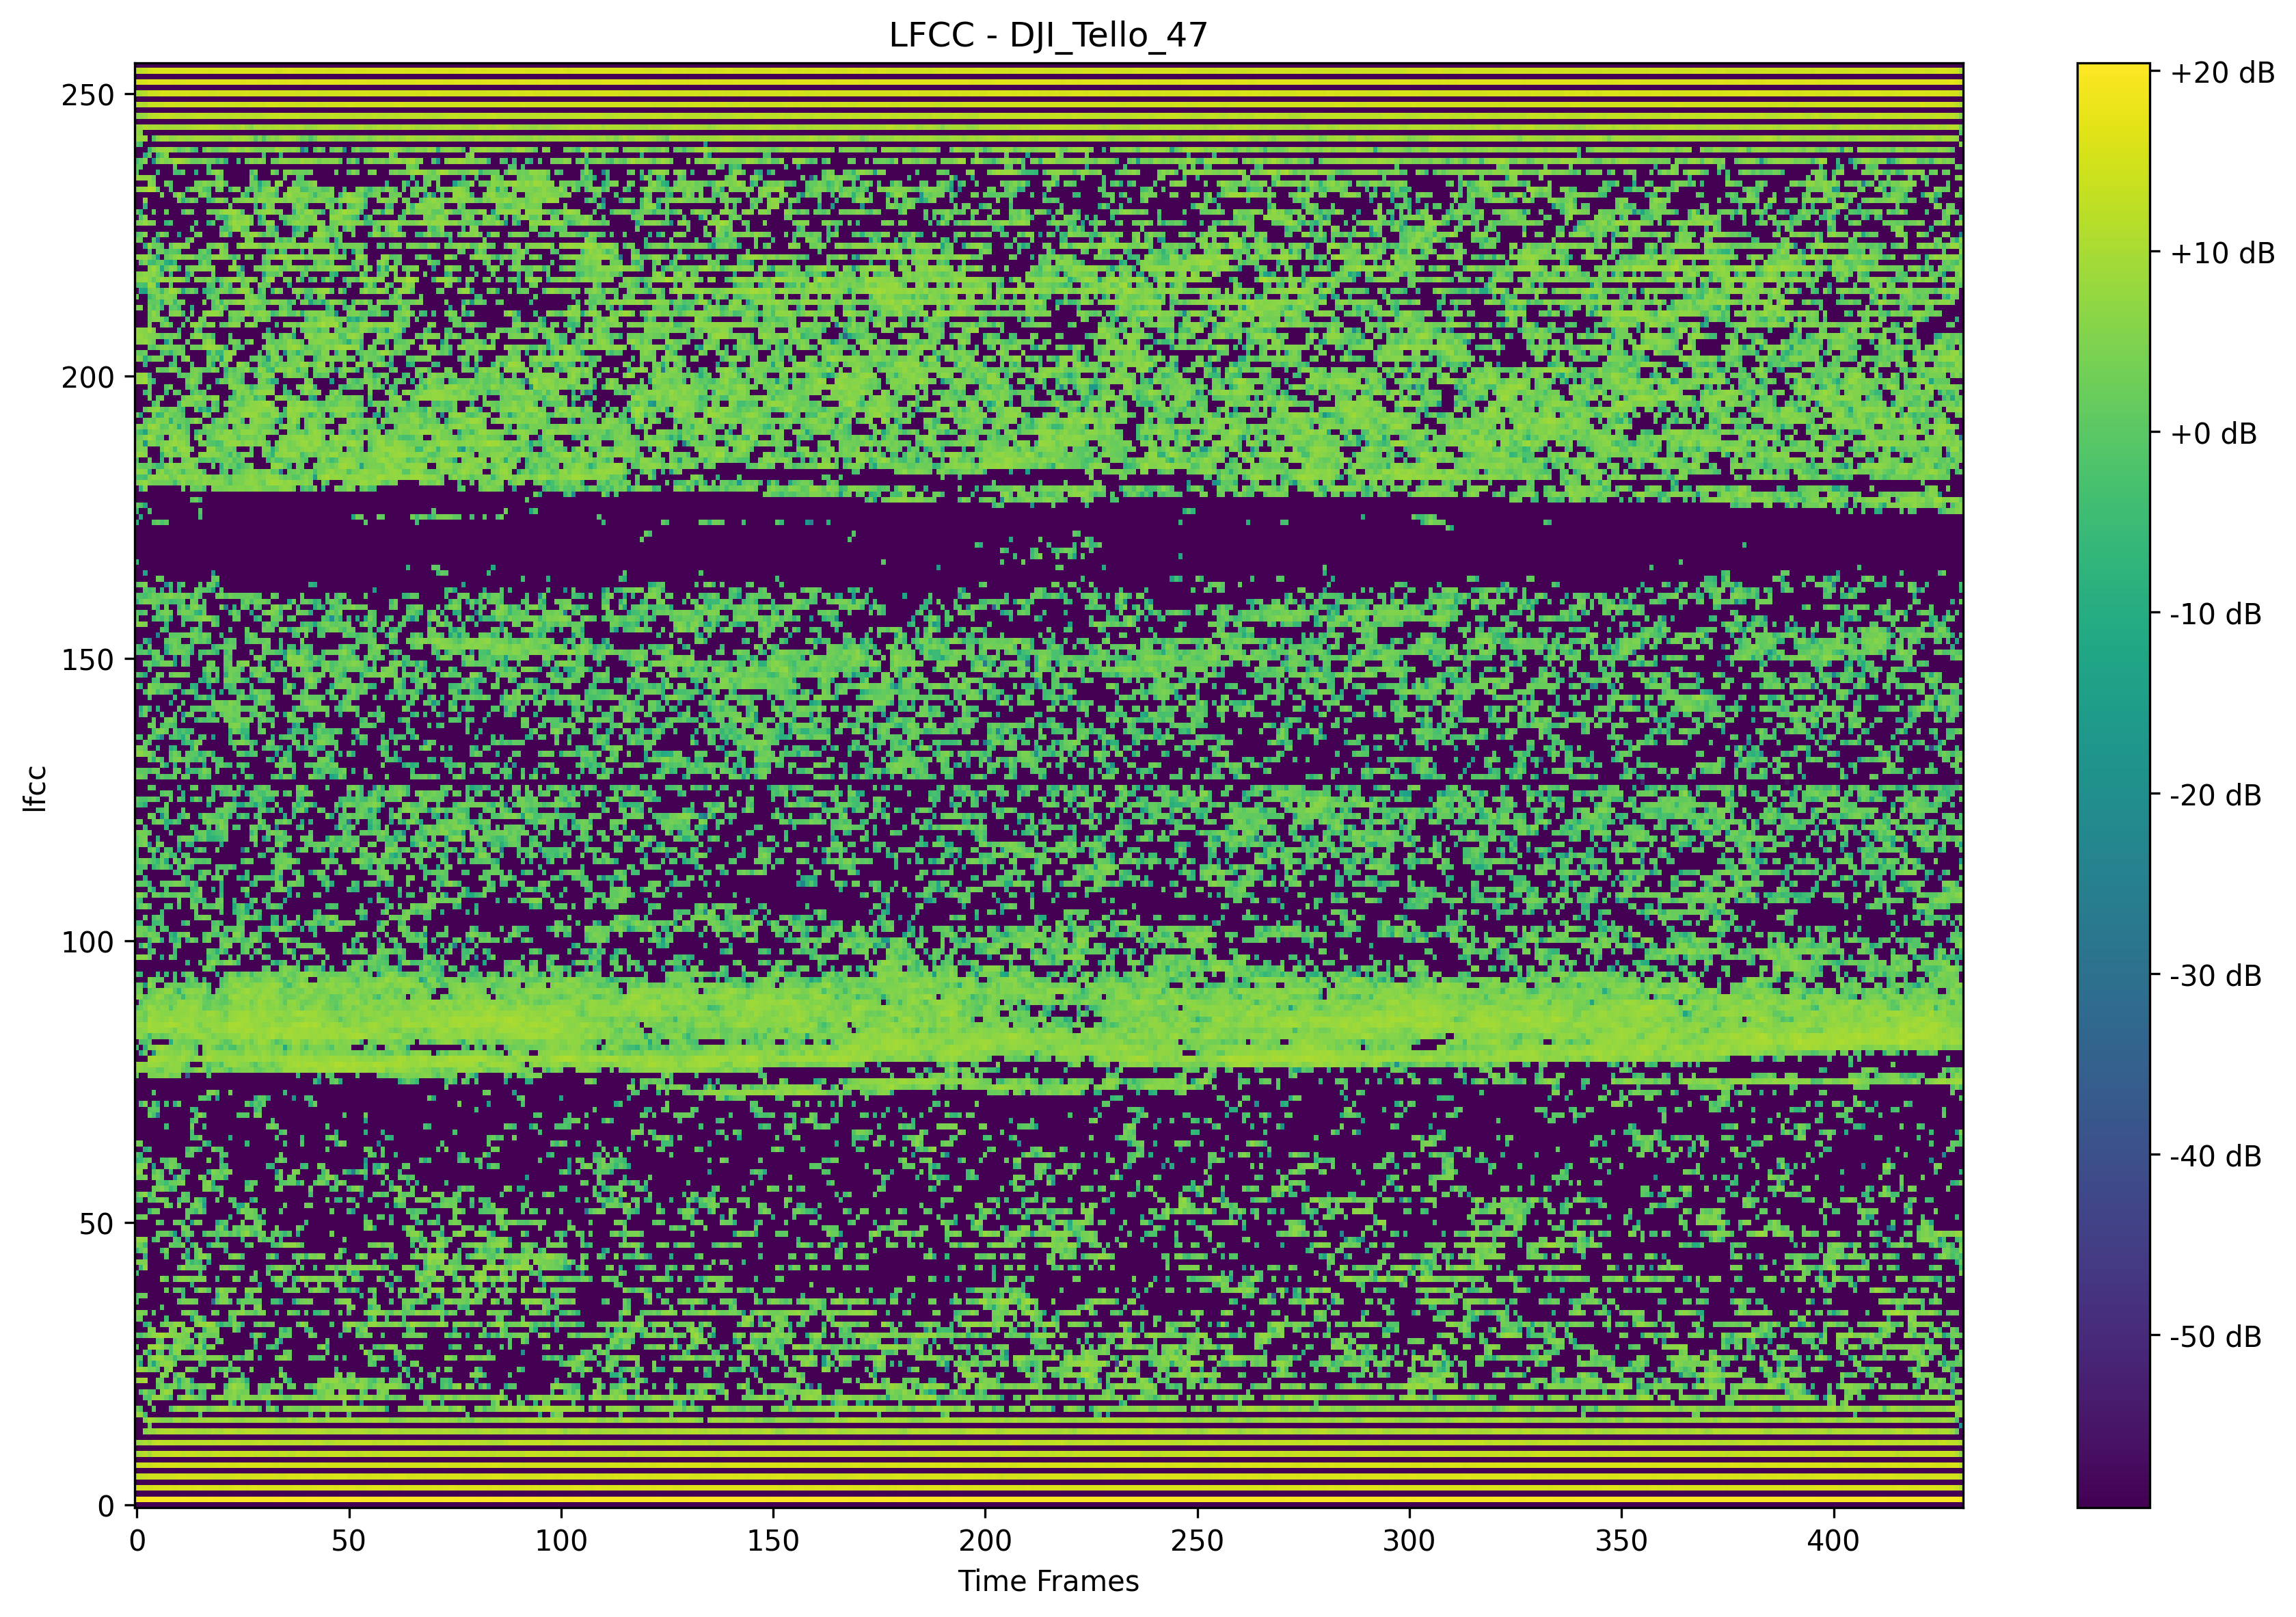 LFCC - DJI_Tello_47
lfcc
250
200
150
100
50
0
0 50 100 150 200 250 300 350 400
Time Frames
+20 dB
+10 dB
+0 dB
-10 dB
-20 dB
-30 dB
-40 dB
-50 dB